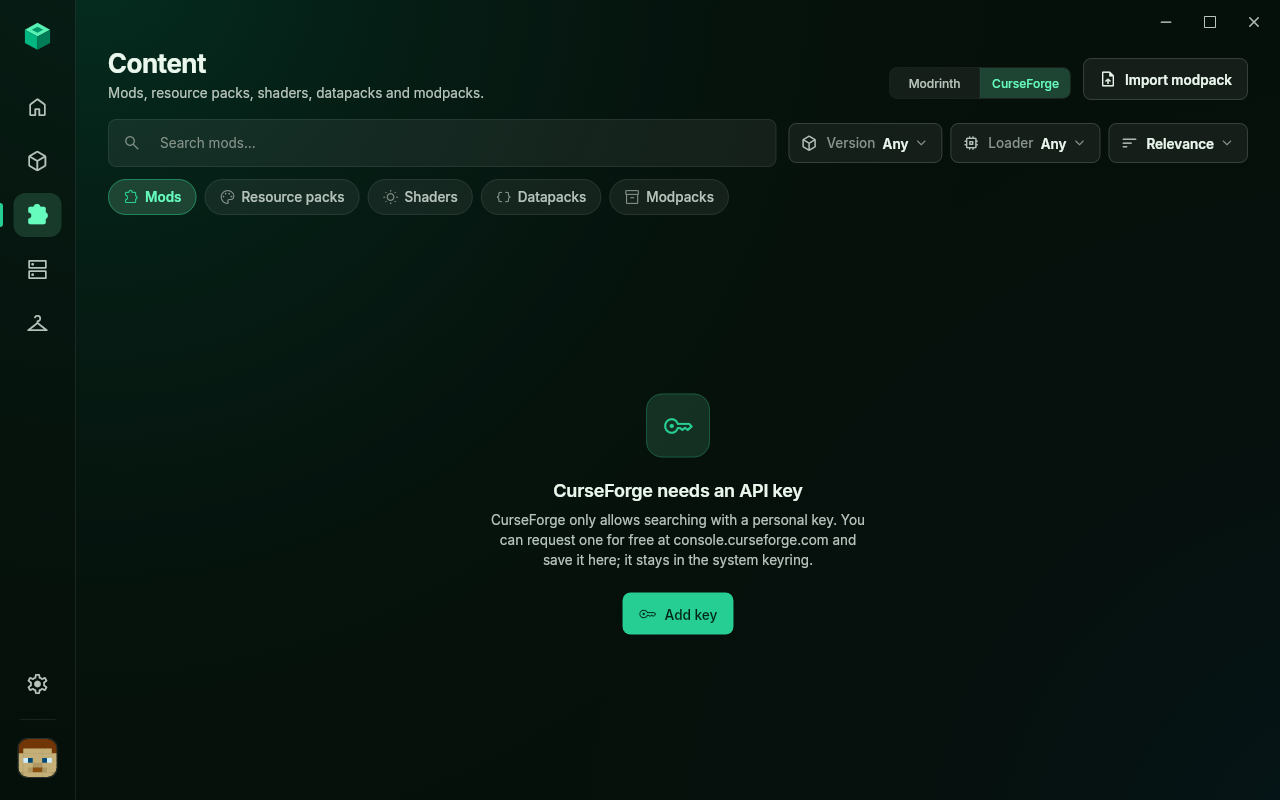 Content
Mods, resource packs, shaders, datapacks and modpacks.
Modrinth
CurseForge
Import modpack
Search mods...
Version Any
Loader Any
Relevance
Mods
Resource packs
Shaders
Datapacks
Modpacks
CurseForge needs an API key
CurseForge only allows searching with a personal key. You
can request one for free at console.curseforge.com and
save it here; it stays in the system keyring.
Add key